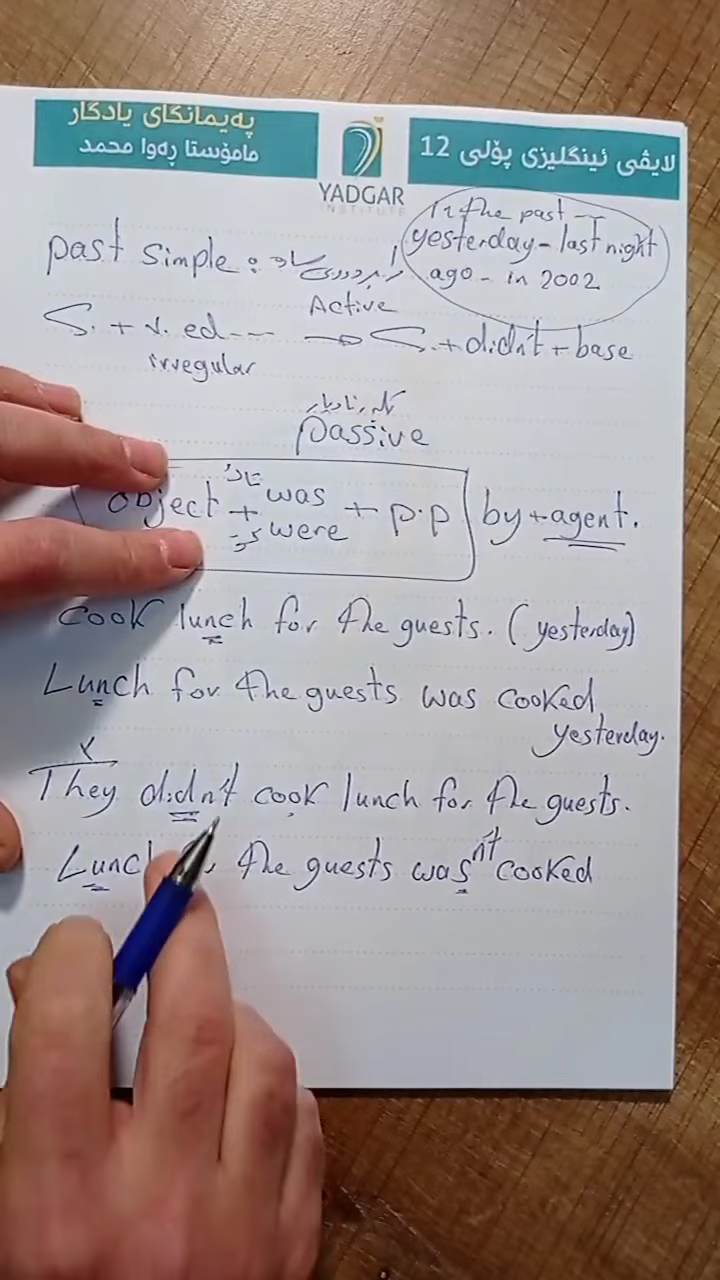 پەیمانگای یادگار
مامۆستا ڕەوا محمد
YADGAR
INSTITUTE
لایڤی ئینگلیزی پۆلی 12
In the past --
yesterday - last night
ago - in 2002
past simple :
Active
S. + v. ed --- → S. + didn't + base
irregular
passive
object + was + p.p by + agent.
were
cook lunch for the guests. (yesterday)
Lunch for the guests was cooked
yesterday.
x
They didn't cook lunch for the guests.
Lunch the guests wasn't cooked